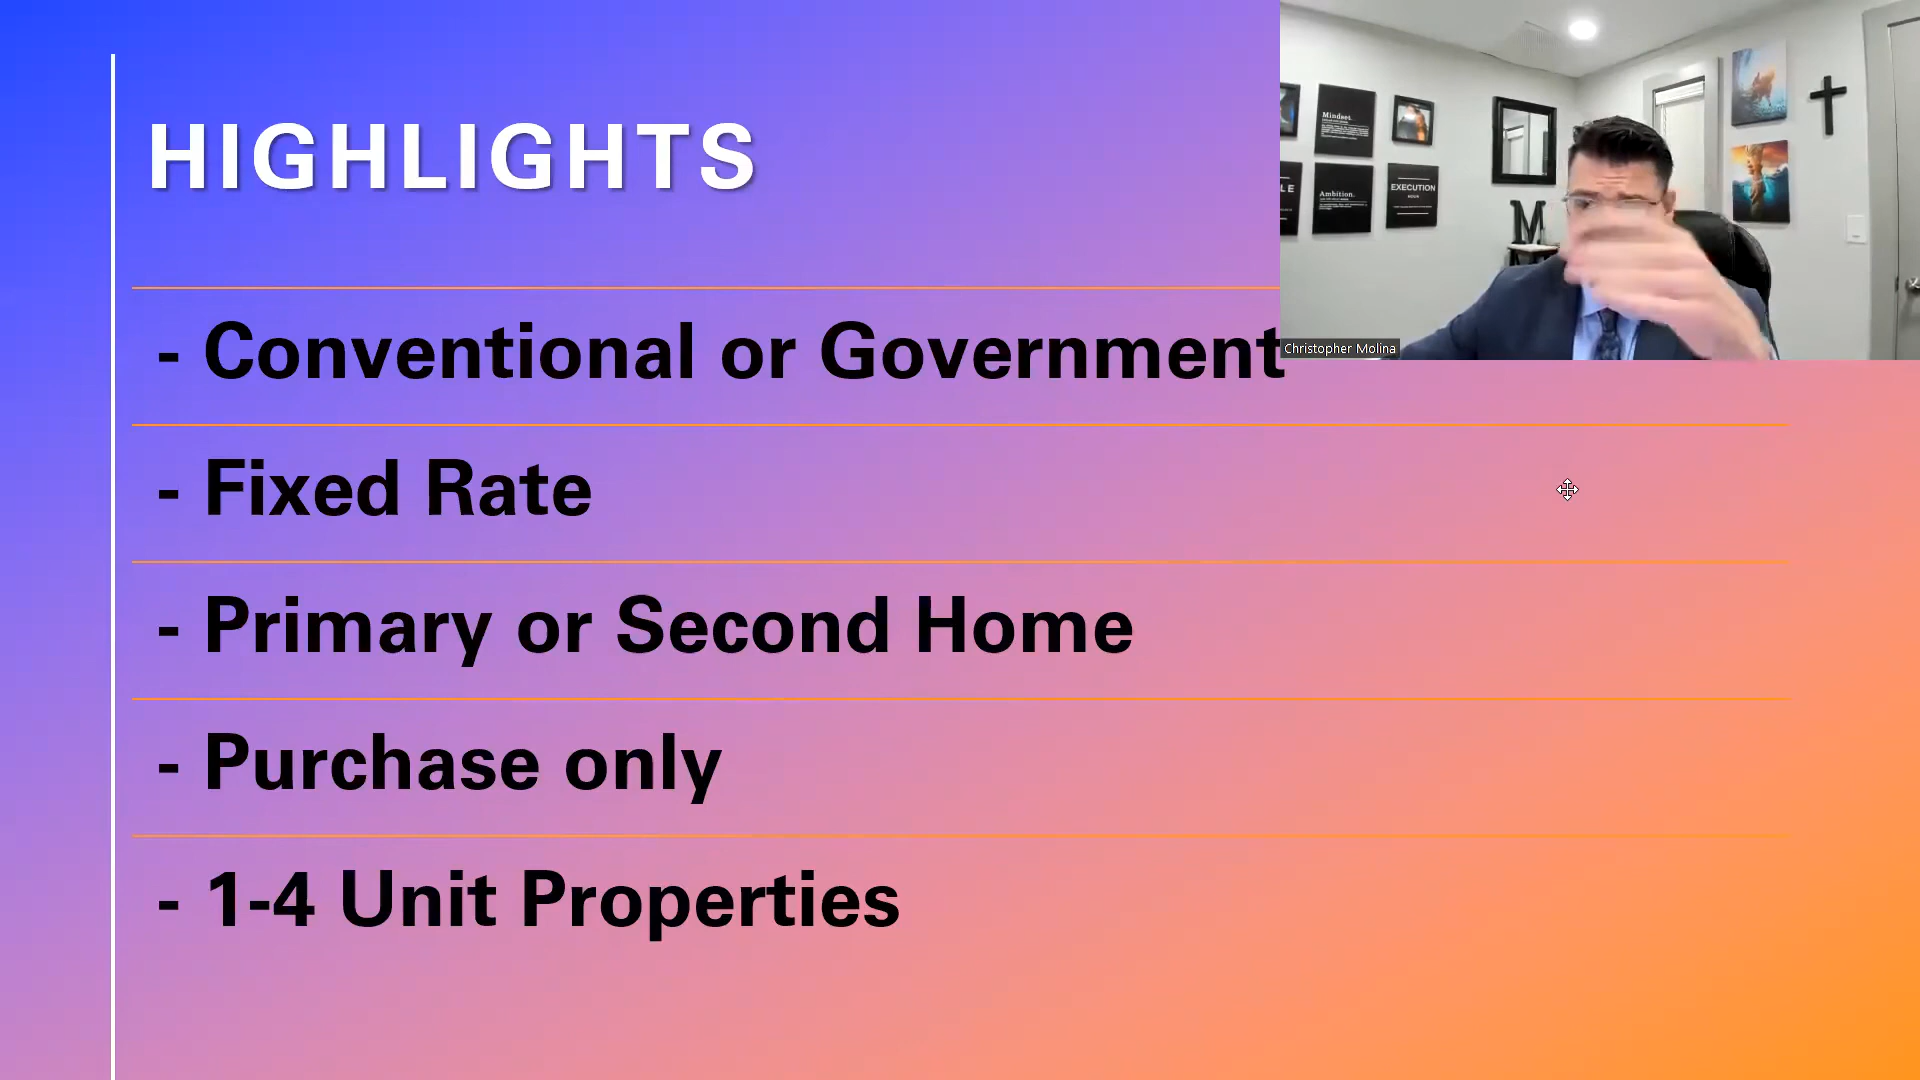 HIGHLIGHTS
- Conventional or Government
- Fixed Rate
- Primary or Second Home
- Purchase only
- 1-4 Unit Properties
Mindset.
Ambition.
EXECUTION
M
Christopher Molina